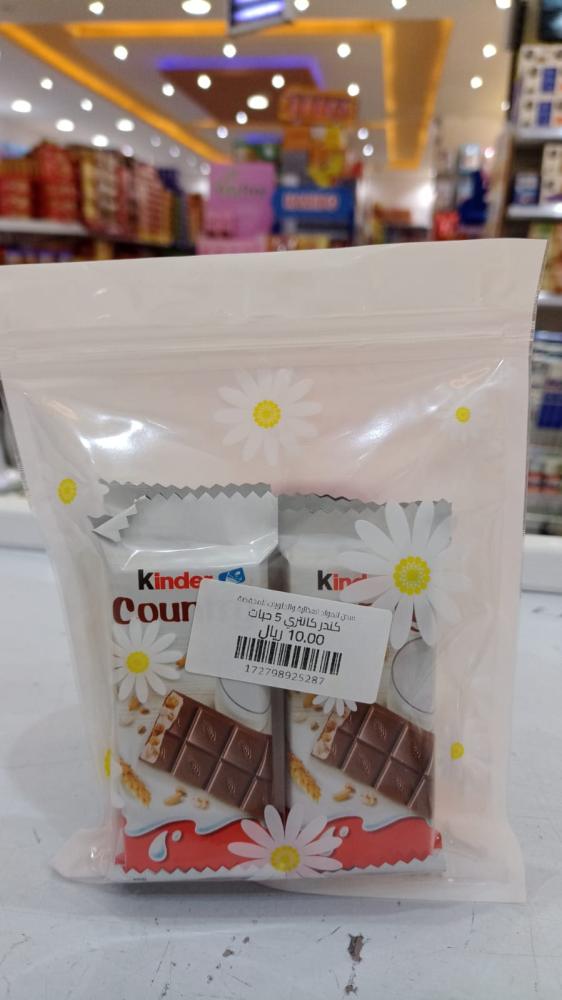 kinder
Coun
kind
كندر كانتري 5 حبات
10.00 ريال
172798925287